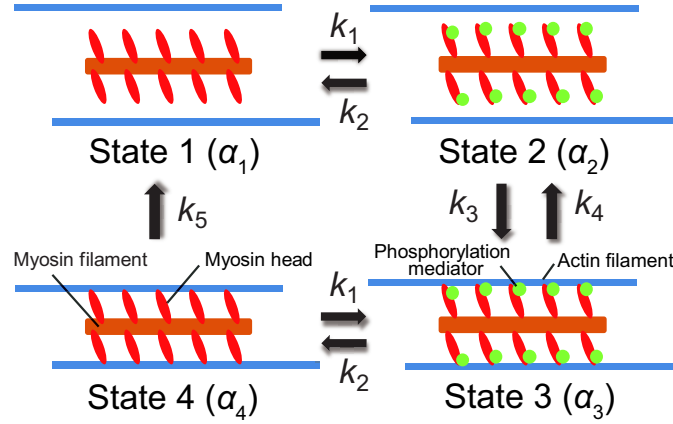 k₁
k₂
State 1 (α₁)
State 2 (α₂)
k₅
k₃
k₄
Phosphorylation
mediator
Actin filament
Myosin filament
Myosin head
k₁
k₂
State 4 (α₄)
State 3 (α₃)